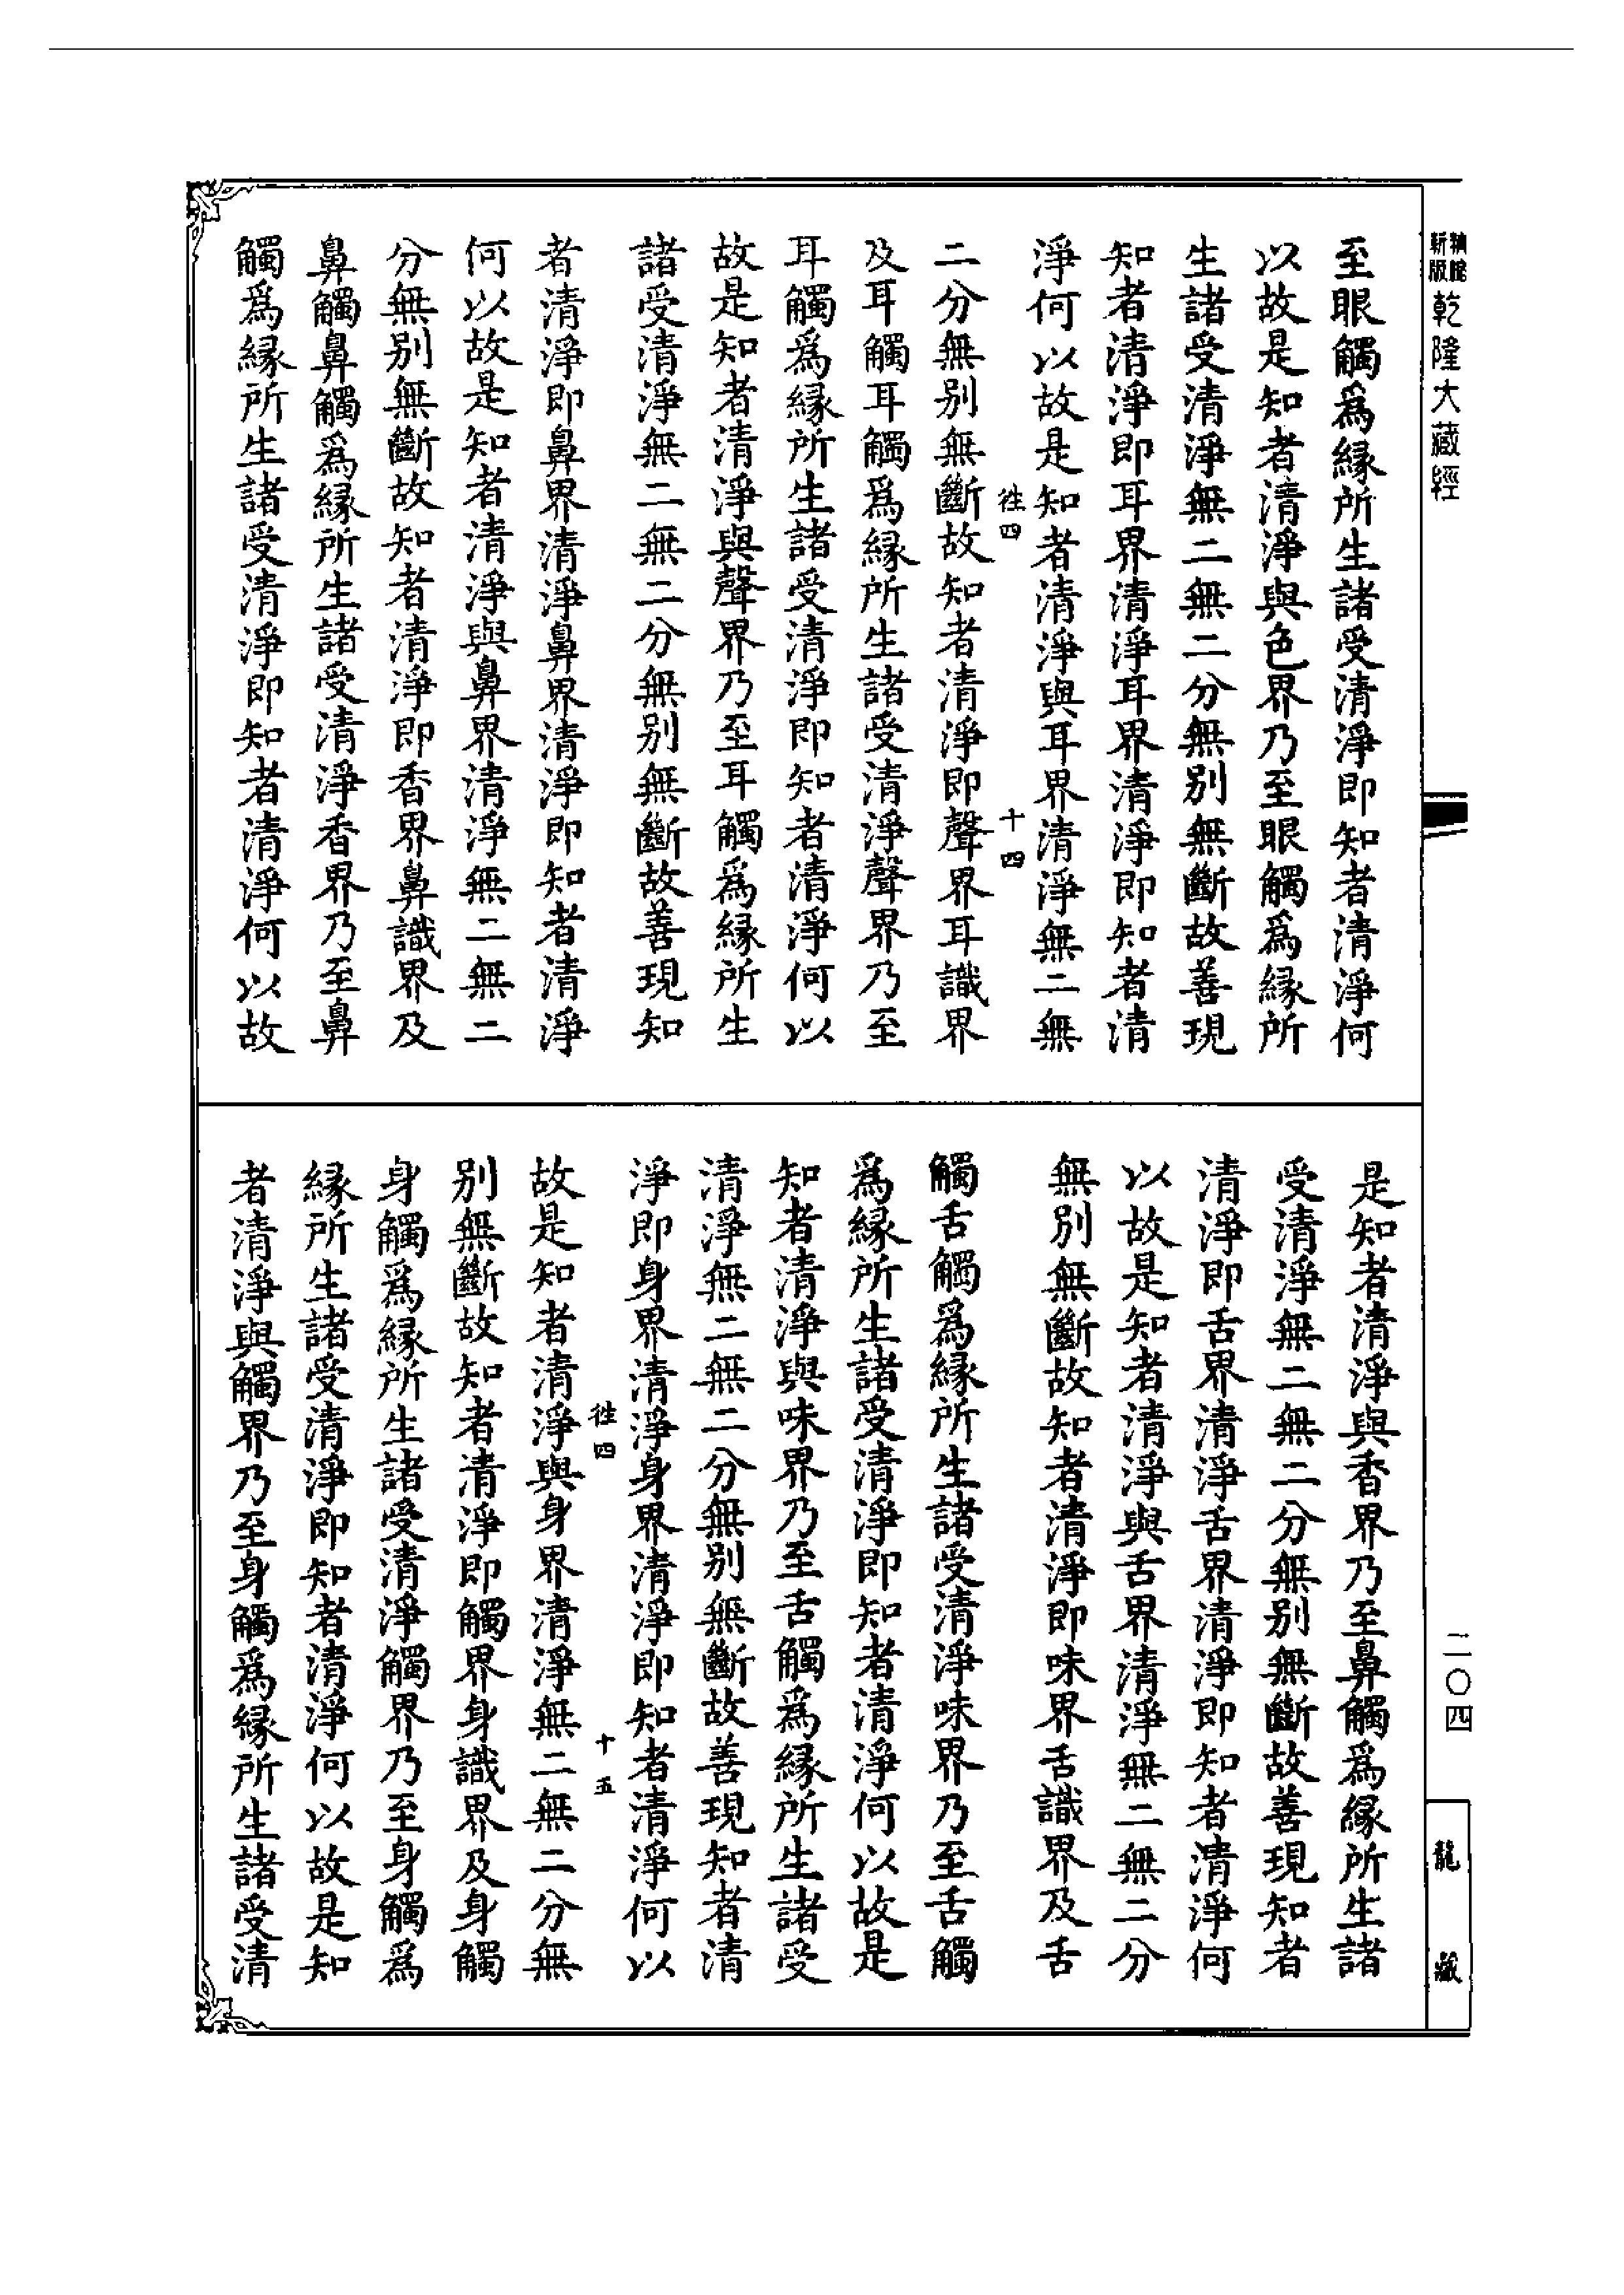 新版
乾隆大藏經
至眼觸爲緣所生諸受清淨即知者清淨何
以故是知者清淨與色界乃至眼觸爲緣所
生諸受清淨無二無二分無别無斷故善現
知者清淨即耳界清淨耳界清淨即知者清
淨何以故是知者清淨與耳界清淨無二無
四
十四
二分無别無斷故知者清淨即聲界耳識界
及耳觸耳觸爲緣所生諸受清淨聲界乃至
耳觸爲緣所生諸受清淨即知者清淨何以
故是知者清淨與聲界乃至耳觸爲緣所生
諸受清淨無二無二分無别無斷故善現知
者清淨即鼻界清淨鼻界清淨即知者清淨
何以故是知者清淨與鼻界清淨無二無二
分無别無斷故知者清淨即香界鼻識界及
鼻觸鼻觸爲緣所生諸受清淨香界乃至鼻
觸爲緣所生諸受清淨即知者清淨何以故
是知者清淨與香界乃至鼻觸爲緣所生諸
受清淨無二無二分無别無斷故善現知者
清淨即舌界清淨舌界清淨即知者清淨何
以故是知者清淨與舌界清淨無二無二分
無别無斷故知者清淨即味界舌識界及舌
觸舌觸爲緣所生諸受清淨味界乃至舌觸
爲緣所生諸受清淨即知者清淨何以故是
知者清淨與味界乃至舌觸爲緣所生諸受
清淨無二無二分無别無斷故善現知者清
淨即身界清淨身界清淨即知者清淨何以
四
十五
故是知者清淨與身界清淨無二無二分無
别無斷故知者清淨即觸界身識界及身觸
身觸爲緣所生諸受清淨觸界乃至身觸爲
緣所生諸受清淨即知者清淨何以故是知
者清淨與觸界乃至身觸爲緣所生諸受清
二〇四
龍藏